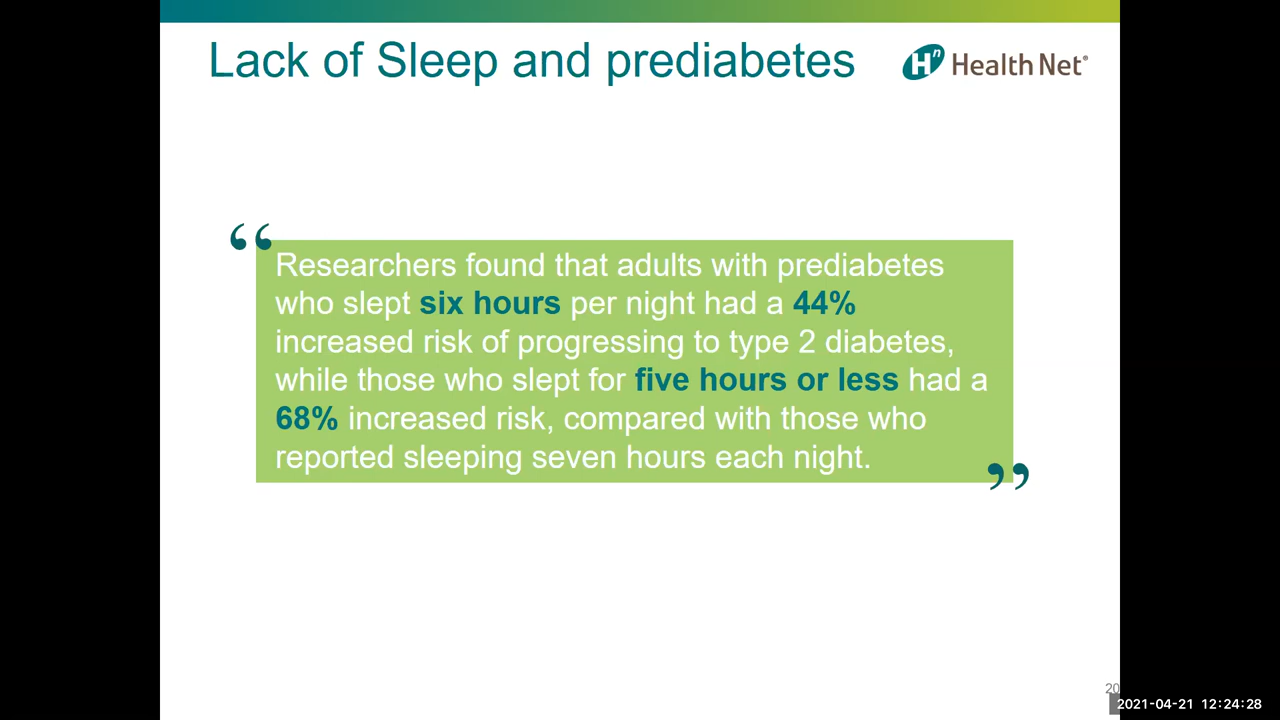 Lack of Sleep and prediabetes
Hn Health Net®
“
Researchers found that adults with prediabetes
who slept six hours per night had a 44%
increased risk of progressing to type 2 diabetes,
while those who slept for five hours or less had a
68% increased risk, compared with those who
reported sleeping seven hours each night.
”
20
2021-04-21 12:24:28